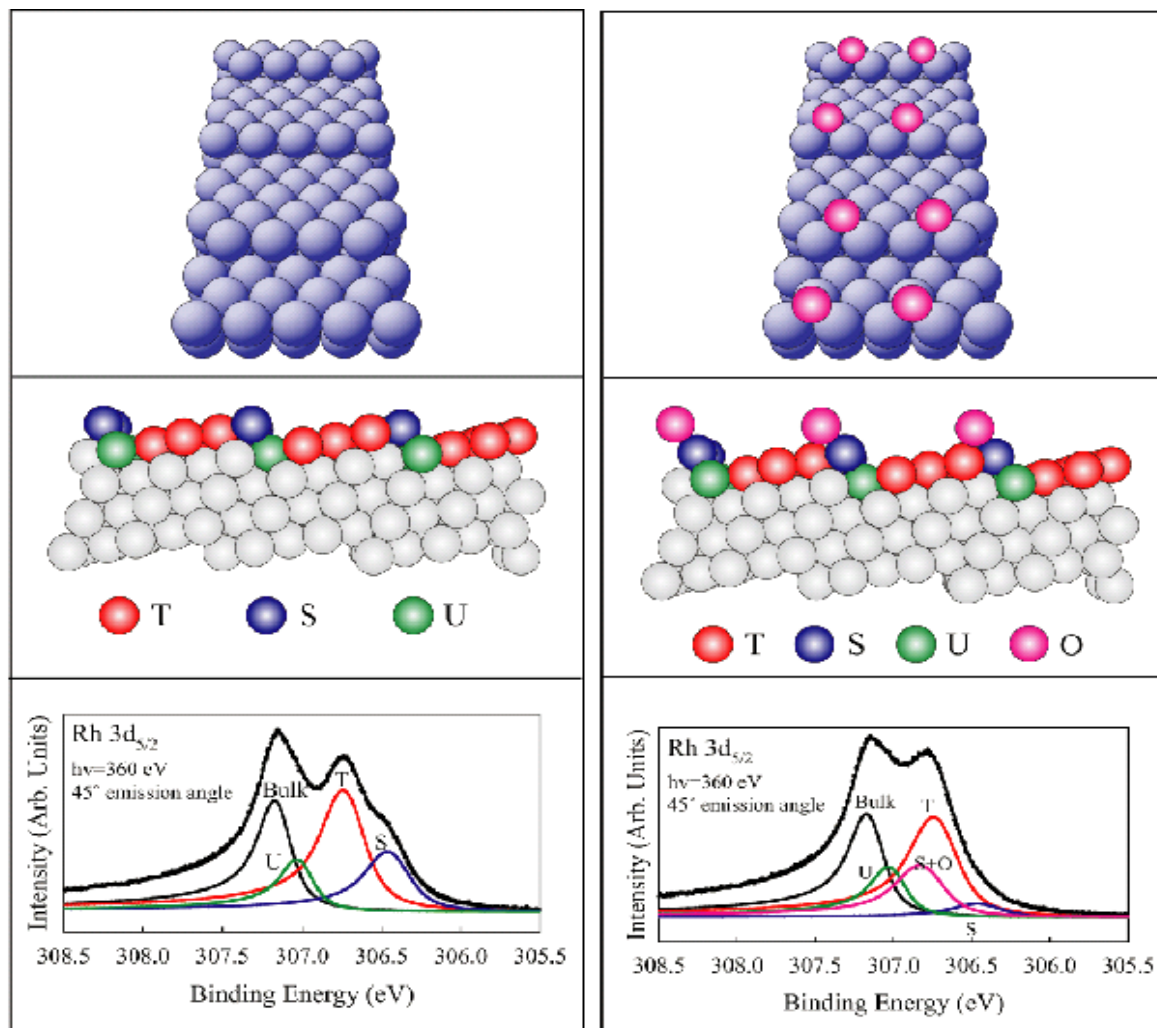 T S U
T S U O
Rh 3d5/2
hν=360 eV
45° emission angle
Bulk
T
U
S
Intensity (Arb. Units)
308.5 308.0 307.5 307.0 306.5 306.0 305.5
Binding Energy (eV)
Rh 3d5/2
hν=360 eV
45° emission angle
Bulk
T
U
S+O
S
Intensity (Arb. Units)
308.5 308.0 307.5 307.0 306.5 306.0 305.5
Binding Energy (eV)